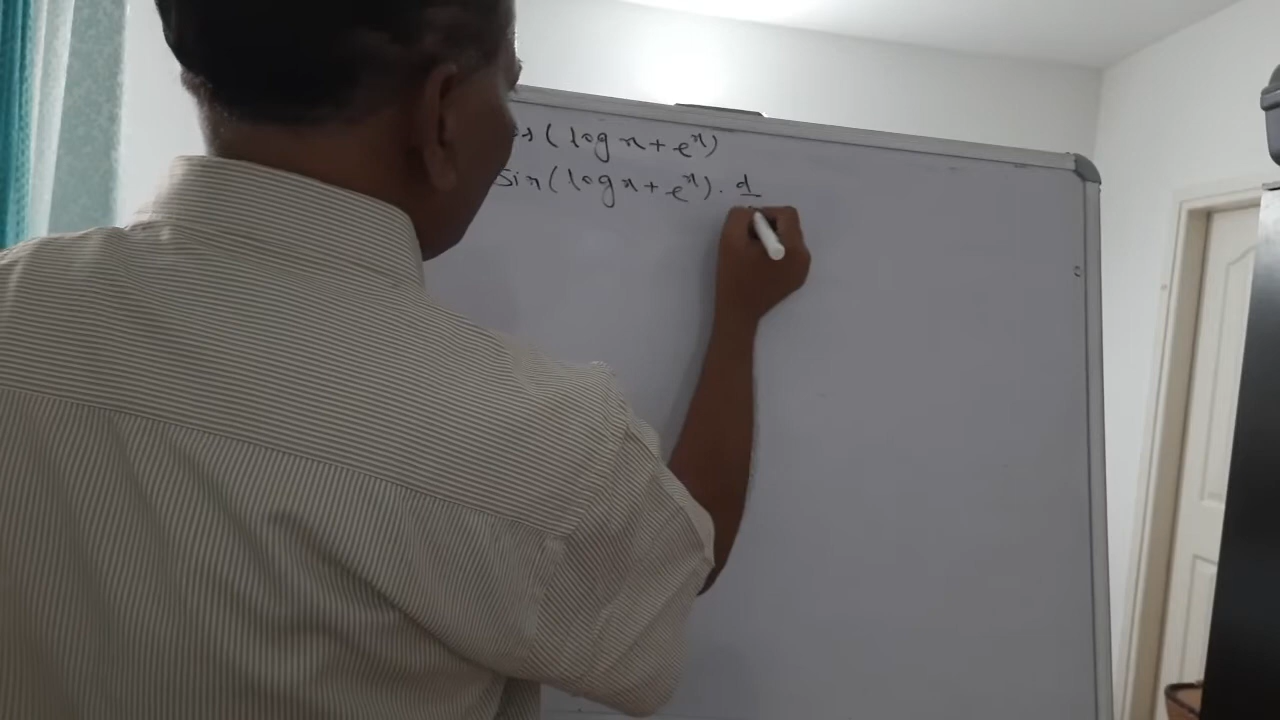 (log x + e^x)
sin(log x + e^x) . d